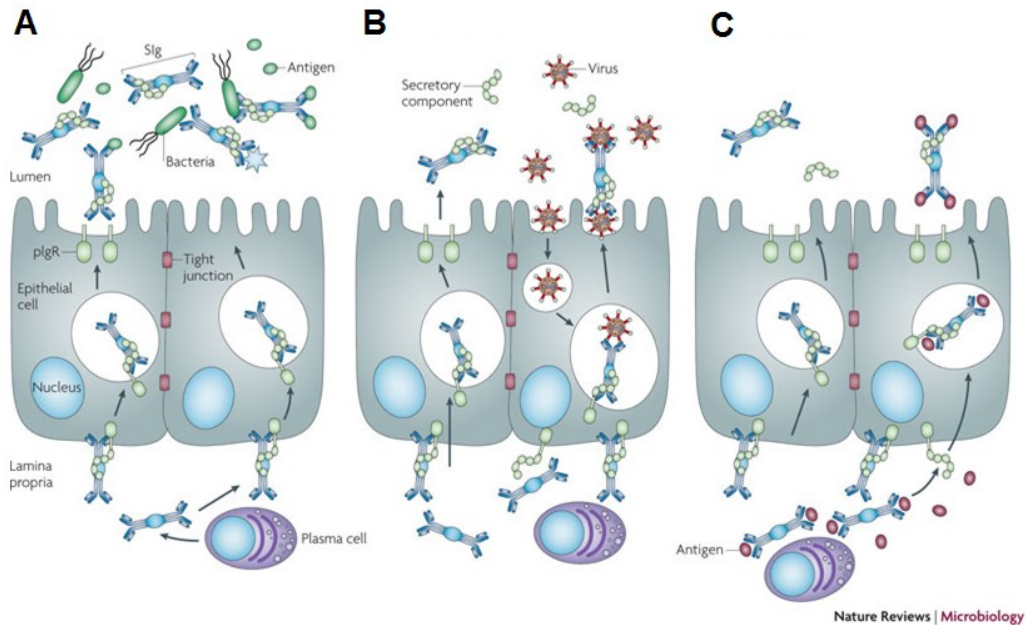 A
B
C
SIg
Antigen
Bacteria
Lumen
pIgR
Tight
junction
Epithelial
cell
Nucleus
Lamina
propria
Plasma cell
Secretory
component
Virus
Antigen
Nature Reviews | Microbiology